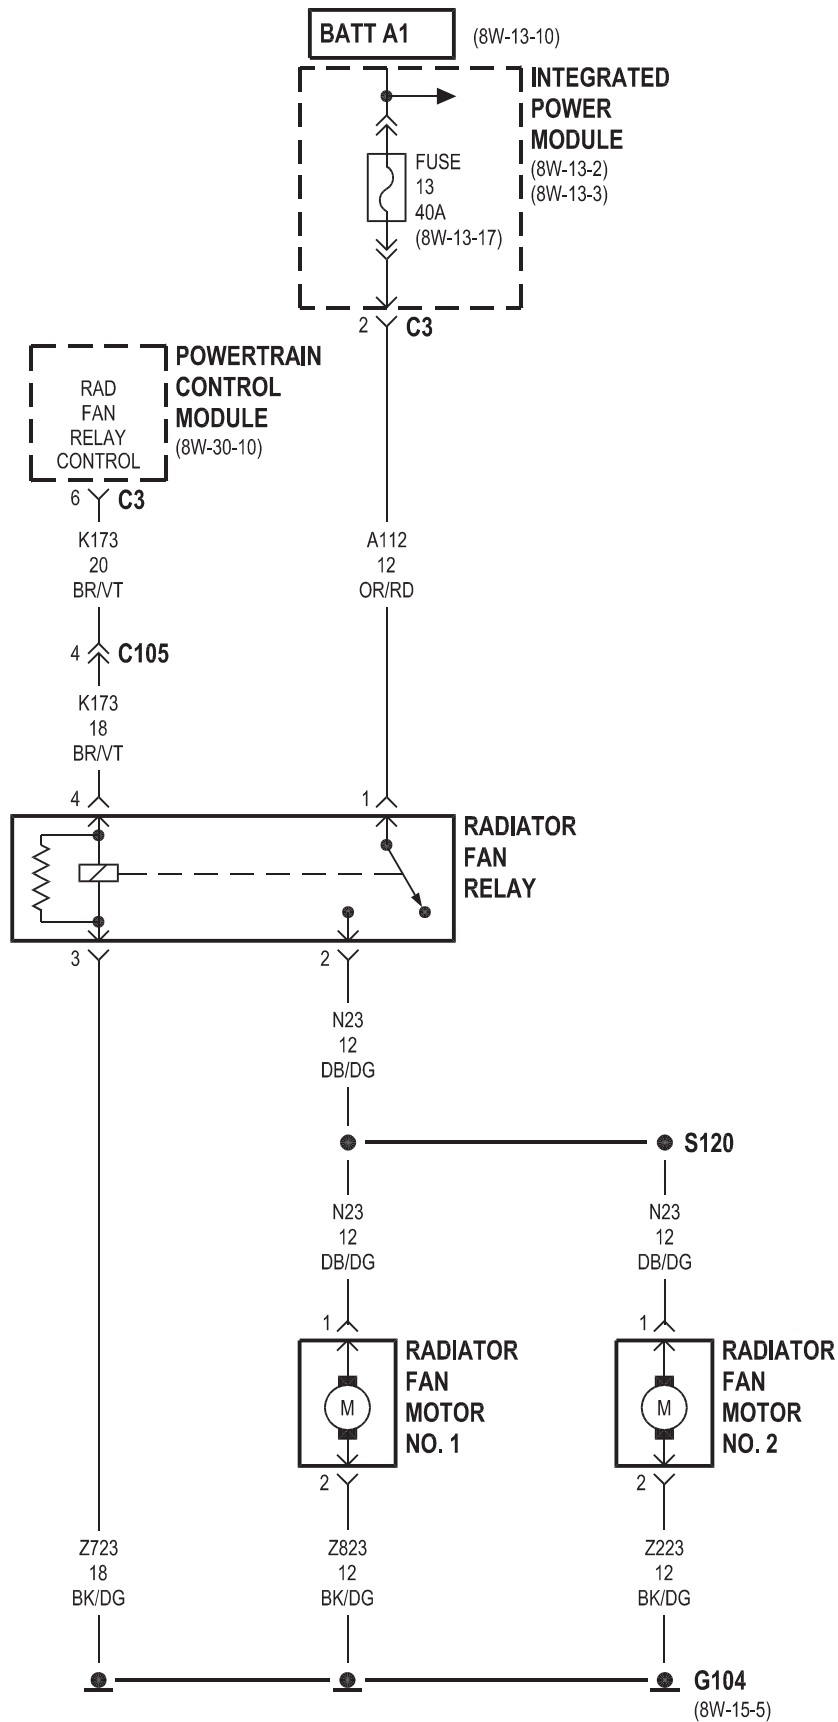 BATT A1
(8W-13-10)
INTEGRATED
POWER
MODULE
(8W-13-2)
(8W-13-3)
FUSE
13
40A
(8W-13-17)
2
C3
RAD
FAN
RELAY
CONTROL
POWERTRAIN
CONTROL
MODULE
(8W-30-10)
6
C3
K173
20
BR/VT
A112
12
OR/RD
4
C105
K173
18
BR/VT
4
1
RADIATOR
FAN
RELAY
3
2
N23
12
DB/DG
S120
N23
12
DB/DG
N23
12
DB/DG
1
RADIATOR
FAN
MOTOR
NO. 1
M
2
1
RADIATOR
FAN
MOTOR
NO. 2
M
2
Z723
18
BK/DG
Z823
12
BK/DG
Z223
12
BK/DG
G104
(8W-15-5)